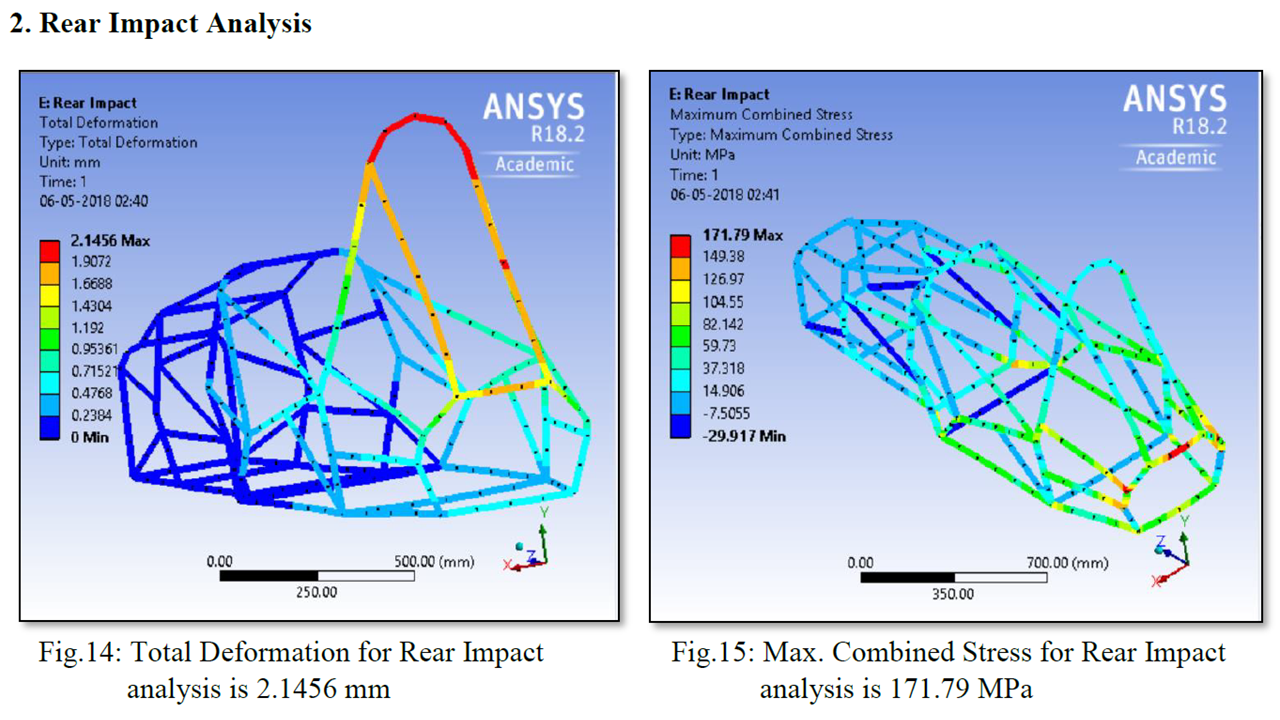 2. Rear Impact Analysis
E: Rear Impact
Total Deformation
Type: Total Deformation
Unit: mm
Time: 1
06-05-2018 02:40
ANSYS
R18.2
Academic
2.1456 Max
1.9072
1.6688
1.4304
1.192
0.95361
0.71521
0.4768
0.2384
0 Min
Y
Z
X
0.00
500.00 (mm)
250.00
E: Rear Impact
Maximum Combined Stress
Type: Maximum Combined Stress
Unit: MPa
Time: 1
06-05-2018 02:41
ANSYS
R18.2
Academic
171.79 Max
149.38
126.97
104.55
82.142
59.73
37.318
14.906
-7.5055
-29.917 Min
Y
Z
X
0.00
700.00 (mm)
350.00
Fig.14: Total Deformation for Rear Impact
analysis is 2.1456 mm
Fig.15: Max. Combined Stress for Rear Impact
analysis is 171.79 MPa